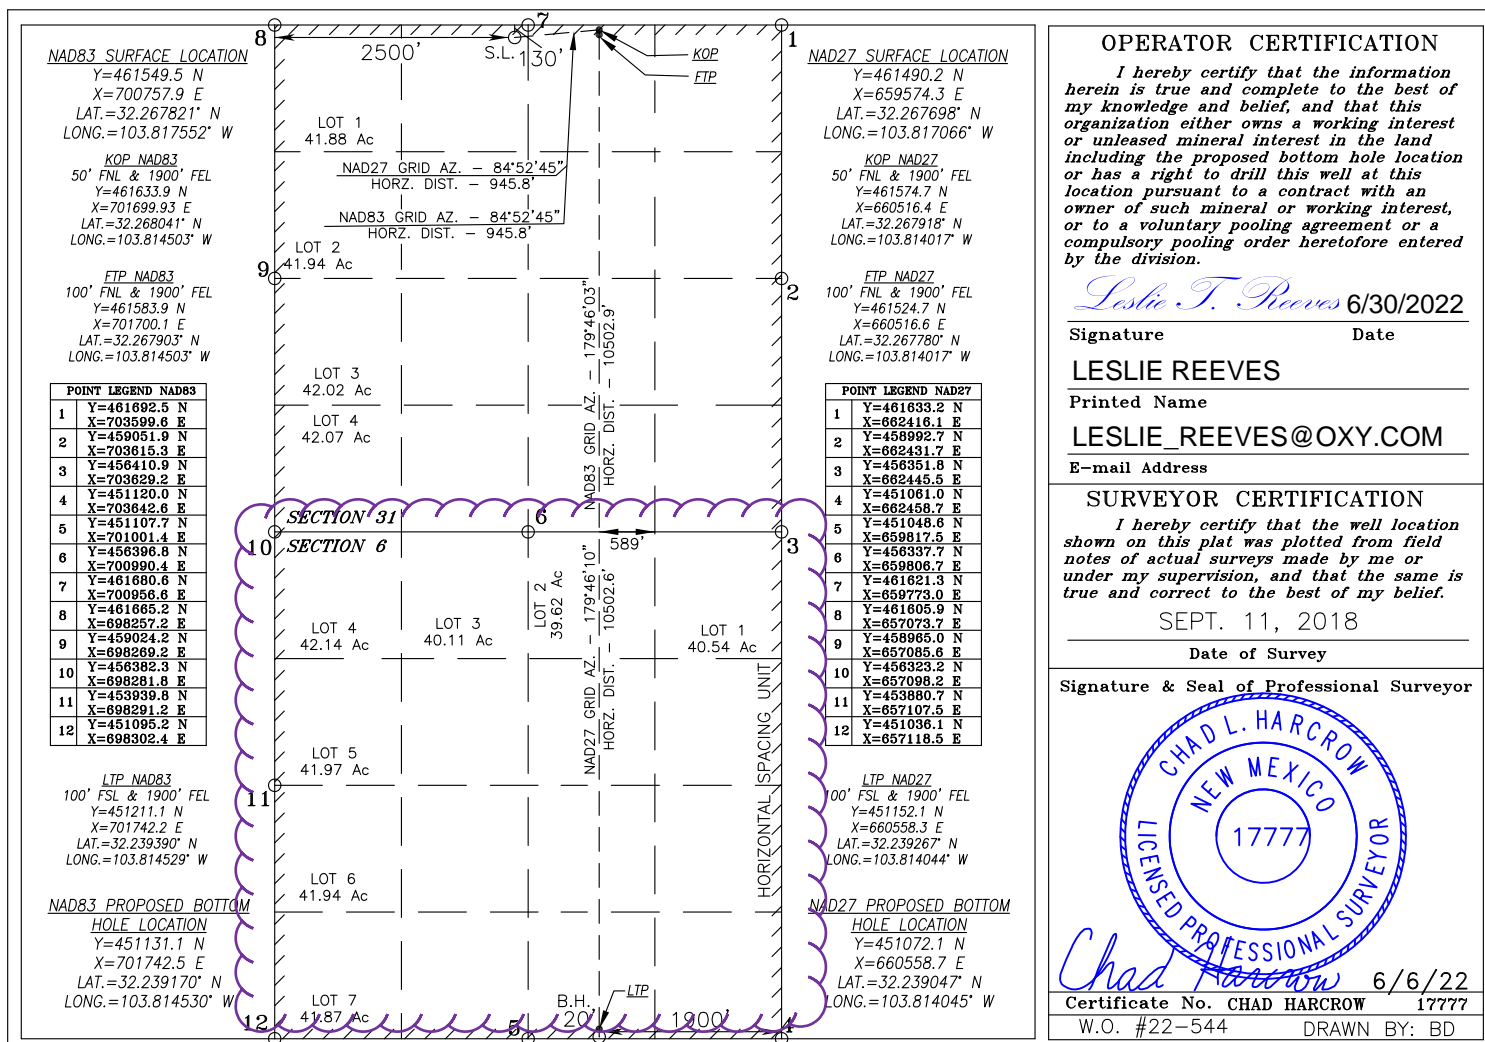 NAD83 SURFACE LOCATION
Y=461549.5 N
X=700757.9 E
LAT.=32.267821° N
LONG.=103.817552° W
KOP NAD83
50' FNL & 1900' FEL
Y=461633.9 N
X=701699.93 E
LAT.=32.268041° N
LONG.=103.814503° W
FTP NAD83
100' FNL & 1900' FEL
Y=461583.9 N
X=701700.1 E
LAT.=32.267903° N
LONG.=103.814503° W
POINT LEGEND NAD83
1 Y=461692.5 N
X=703599.6 E
2 Y=459051.9 N
X=703615.3 E
3 Y=456410.9 N
X=703629.2 E
4 Y=451120.0 N
X=703642.6 E
5 Y=451107.7 N
X=701001.4 E
6 Y=456396.8 N
X=700990.4 E
7 Y=461680.6 N
X=700956.6 E
8 Y=461665.2 N
X=698257.2 E
9 Y=459024.2 N
X=698269.2 E
10 Y=456382.3 N
X=698281.8 E
11 Y=453939.8 N
X=698291.2 E
12 Y=451095.2 N
X=698302.4 E
LTP NAD83
100' FSL & 1900' FEL
Y=451211.1 N
X=701742.2 E
LAT.=32.239390° N
LONG.=103.814529° W
NAD83 PROPOSED BOTTOM
HOLE LOCATION
Y=451131.1 N
X=701742.5 E
LAT.=32.239170° N
LONG.=103.814530° W
8
7
1
2500'
S.L.
130'
KOP
FTP
LOT 1
41.88 Ac
NAD27 GRID AZ. - 84°52'45"
HORZ. DIST. - 945.8'
NAD83 GRID AZ. - 84°52'45"
HORZ. DIST. - 945.8'
LOT 2
41.94 Ac
9
2
LOT 3
42.02 Ac
LOT 4
42.07 Ac
NAD83 GRID AZ. - 179°46'03"
HORZ. DIST. - 10502.9'
SECTION 31
6
10
SECTION 6
589'
3
LOT 4
42.14 Ac
LOT 3
40.11 Ac
LOT 2
39.62 Ac
LOT 1
40.54 Ac
NAD27 GRID AZ. - 179°46'10"
HORZ. DIST. - 10502.6'
HORIZONTAL SPACING UNIT
LOT 5
41.97 Ac
11
LOT 6
41.94 Ac
LOT 7
41.87 Ac
B.H.
20'
LTP
1900'
12
5
4
NAD27 SURFACE LOCATION
Y=461490.2 N
X=659574.3 E
LAT.=32.267698° N
LONG.=103.817066° W
KOP NAD27
50' FNL & 1900' FEL
Y=461574.7 N
X=660516.4 E
LAT.=32.267918° N
LONG.=103.814017° W
FTP NAD27
100' FNL & 1900' FEL
Y=461524.7 N
X=660516.6 E
LAT.=32.267780° N
LONG.=103.814017° W
POINT LEGEND NAD27
1 Y=461633.2 N
X=662416.1 E
2 Y=458992.7 N
X=662431.7 E
3 Y=456351.8 N
X=662445.5 E
4 Y=451061.0 N
X=662458.7 E
5 Y=451048.6 N
X=659817.5 E
6 Y=456337.7 N
X=659806.7 E
7 Y=461621.3 N
X=659773.0 E
8 Y=461605.9 N
X=657073.7 E
9 Y=458965.0 N
X=657085.6 E
10 Y=456323.2 N
X=657098.2 E
11 Y=453880.7 N
X=657107.5 E
12 Y=451036.1 N
X=657118.5 E
LTP NAD27
100' FSL & 1900' FEL
Y=451152.1 N
X=660558.3 E
LAT.=32.239267° N
LONG.=103.814044° W
NAD27 PROPOSED BOTTOM
HOLE LOCATION
Y=451072.1 N
X=660558.7 E
LAT.=32.239047° N
LONG.=103.814045° W
OPERATOR CERTIFICATION
I hereby certify that the information
herein is true and complete to the best of
my knowledge and belief, and that this
organization either owns a working interest
or unleased mineral interest in the land
including the proposed bottom hole location
or has a right to drill this well at this
location pursuant to a contract with an
owner of such mineral or working interest,
or to a voluntary pooling agreement or a
compulsory pooling order heretofore entered
by the division.
Leslie T. Reeves 6/30/2022
Signature Date
LESLIE REEVES
Printed Name
LESLIE_REEVES@OXY.COM
E-mail Address
SURVEYOR CERTIFICATION
I hereby certify that the well location
shown on this plat was plotted from field
notes of actual surveys made by me or
under my supervision, and that the same is
true and correct to the best of my belief.
SEPT. 11, 2018
Date of Survey
Signature & Seal of Professional Surveyor
CHAD L. HARCROW
NEW MEXICO
17777
LICENSED PROFESSIONAL SURVEYOR
Chad Harcrow 6/6/22
Certificate No. CHAD HARCROW 17777
W.O. #22-544 DRAWN BY: BD